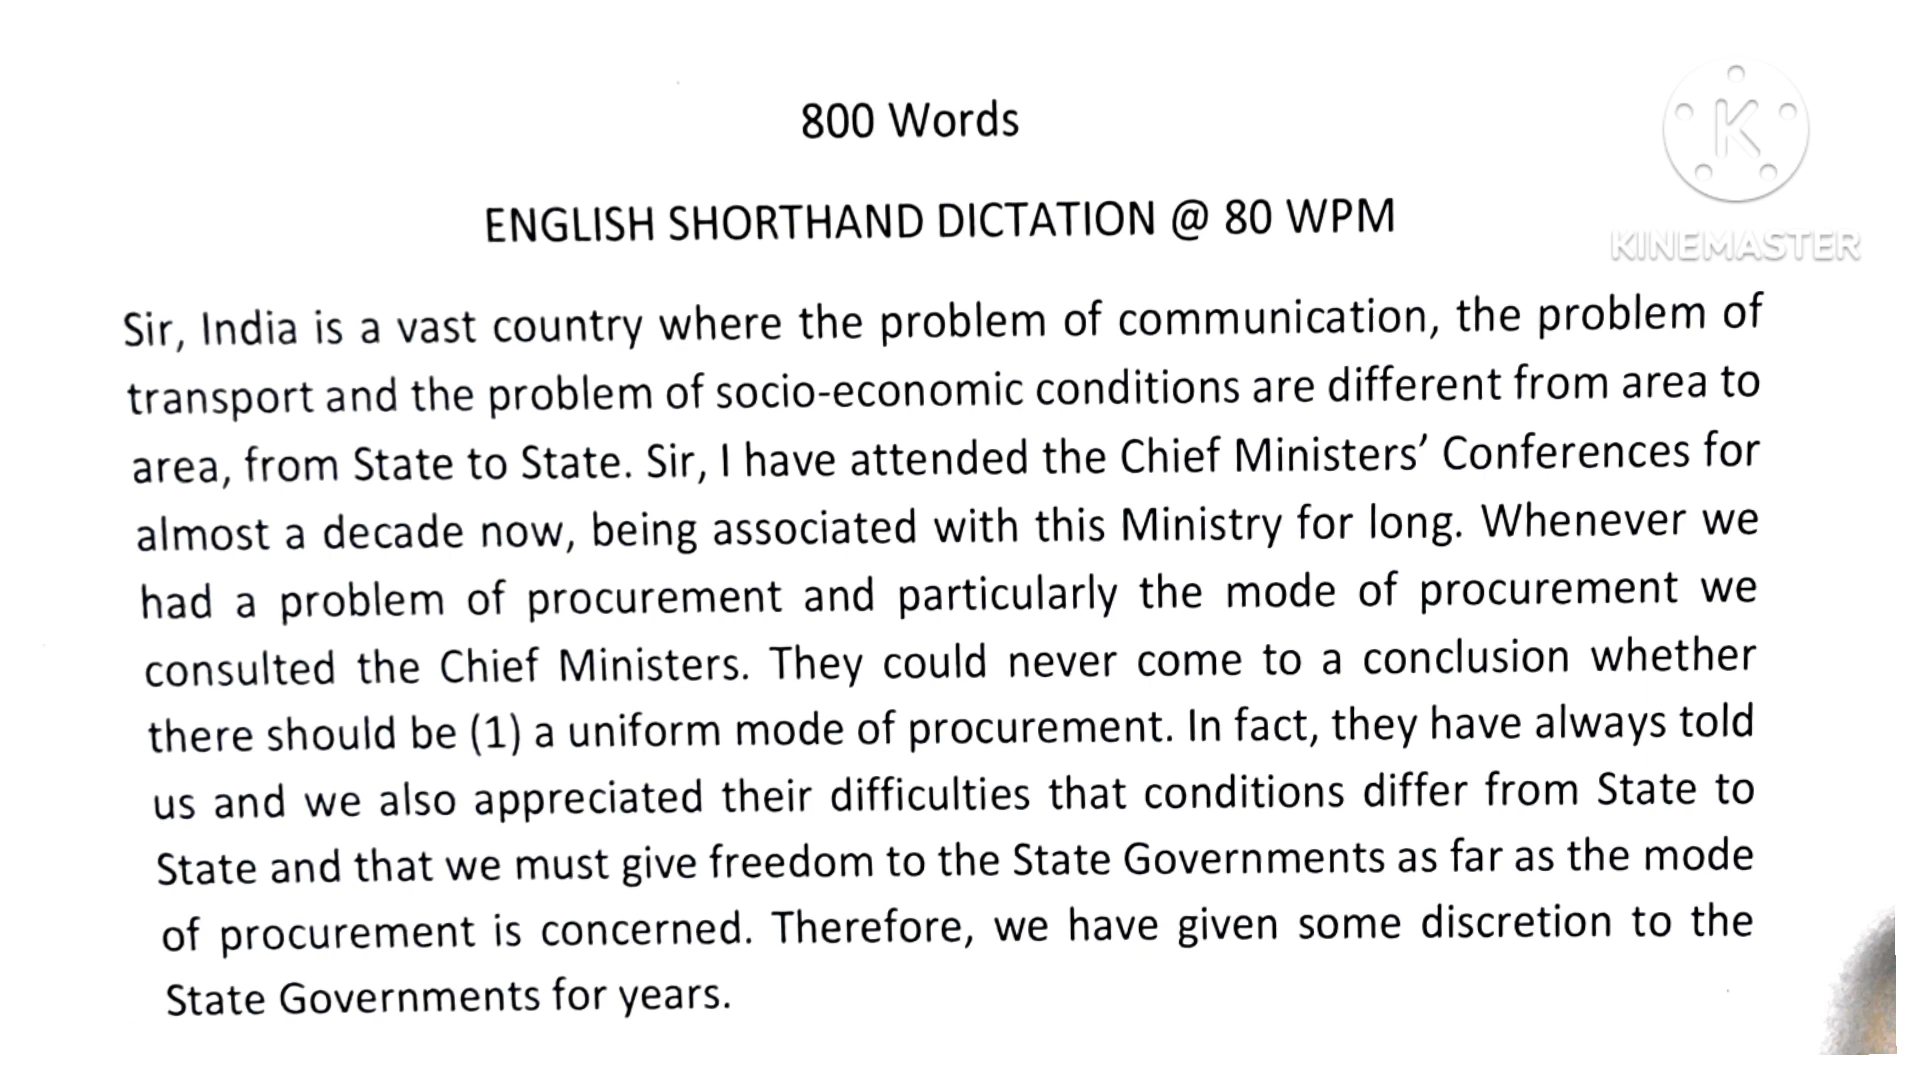 800 Words
ENGLISH SHORTHAND DICTATION @ 80 WPM
Sir, India is a vast country where the problem of communication, the problem of
transport and the problem of socio-economic conditions are different from area to
area, from State to State. Sir, I have attended the Chief Ministers’ Conferences for
almost a decade now, being associated with this Ministry for long. Whenever we
had a problem of procurement and particularly the mode of procurement we
consulted the Chief Ministers. They could never come to a conclusion whether
there should be (1) a uniform mode of procurement. In fact, they have always told
us and we also appreciated their difficulties that conditions differ from State to
State and that we must give freedom to the State Governments as far as the mode
of procurement is concerned. Therefore, we have given some discretion to the
State Governments for years.
K
KINEMASTER